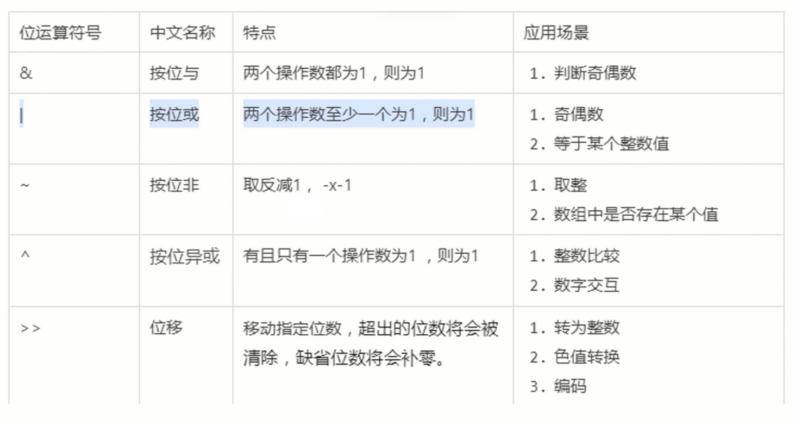 位运算符号 中文名称 特点 应用场景
& 按位与 两个操作数都为1，则为1 1. 判断奇偶数
| 按位或 两个操作数至少一个为1，则为1 1. 奇偶数
2. 等于某个整数值
~ 按位非 取反减1， -x-1 1. 取整
2. 数组中是否存在某个值
^ 按位异或 有且只有一个操作数为1 ，则为1 1. 整数比较
2. 数字交互
>> 位移 移动指定位数，超出的位数将会被 1. 转为整数
清除，缺省位数将会补零。 2. 色值转换
3. 编码